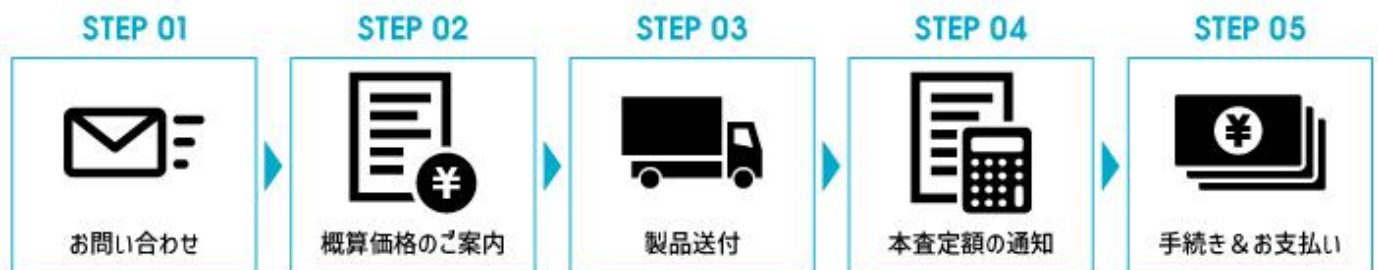 STEP 01
STEP 02
STEP 03
STEP 04
STEP 05
¥
¥
お問い合わせ
概算価格のご案内
製品送付
本査定額の通知
手続き＆お支払い